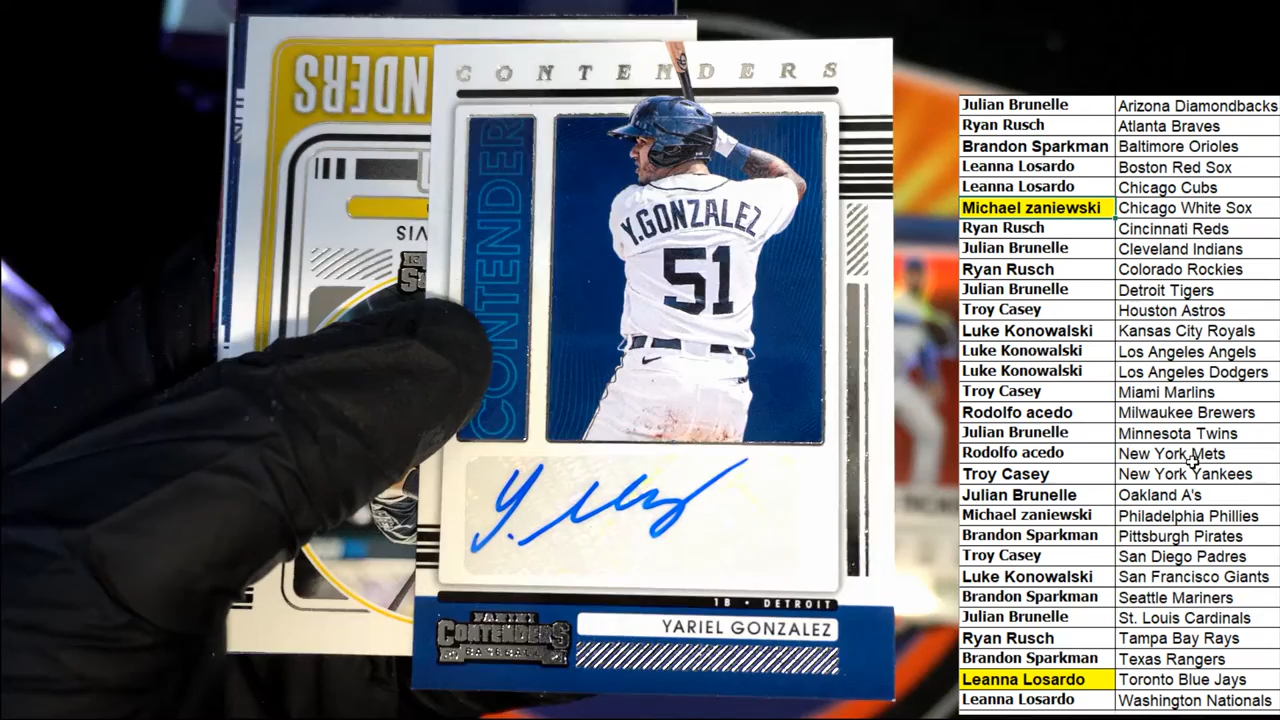 NDERS
VIS
CONTENDERS
CONTENDER
Y.GONZALEZ
51
1B • DETROIT
PANINI
CONTENDERS
BASEBALL
YARIEL GONZALEZ
Julian Brunelle Arizona Diamondbacks
Ryan Rusch Atlanta Braves
Brandon Sparkman Baltimore Orioles
Leanna Losardo Boston Red Sox
Leanna Losardo Chicago Cubs
Michael zaniewski Chicago White Sox
Ryan Rusch Cincinnati Reds
Julian Brunelle Cleveland Indians
Ryan Rusch Colorado Rockies
Julian Brunelle Detroit Tigers
Troy Casey Houston Astros
Luke Konowalski Kansas City Royals
Luke Konowalski Los Angeles Angels
Luke Konowalski Los Angeles Dodgers
Troy Casey Miami Marlins
Rodolfo acedo Milwaukee Brewers
Julian Brunelle Minnesota Twins
Rodolfo acedo New York Mets
Troy Casey New York Yankees
Julian Brunelle Oakland A's
Michael zaniewski Philadelphia Phillies
Brandon Sparkman Pittsburgh Pirates
Troy Casey San Diego Padres
Luke Konowalski San Francisco Giants
Brandon Sparkman Seattle Mariners
Julian Brunelle St. Louis Cardinals
Ryan Rusch Tampa Bay Rays
Brandon Sparkman Texas Rangers
Leanna Losardo Toronto Blue Jays
Leanna Losardo Washington Nationals